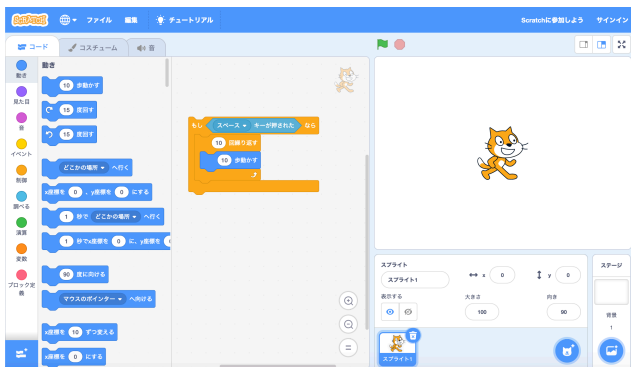 SCRATCH
ファイル 編集 チュートリアル Scratchに参加しよう サインイン
コード コスチューム 音
動き
見た目
音
イベント
制御
調べる
演算
変数
ブロック定義
動き
10 歩動かす
15 度回す
15 度回す
どこかの場所 へ行く
x座標を 0 、y座標を 0 にする
1 秒で どこかの場所 へ行く
1 秒でx座標を 0 に、y座標を
90 度に向ける
マウスのポインター へ向ける
x座標を 10 ずつ変える
x座標を 0 にする
もし スペース キーが押された なら
10 回繰り返す
10 歩動かす
スプライト
スプライト1 x 0 y 0
表示する 大きさ 100 向き 90
スプライト1
ステージ
背景
1